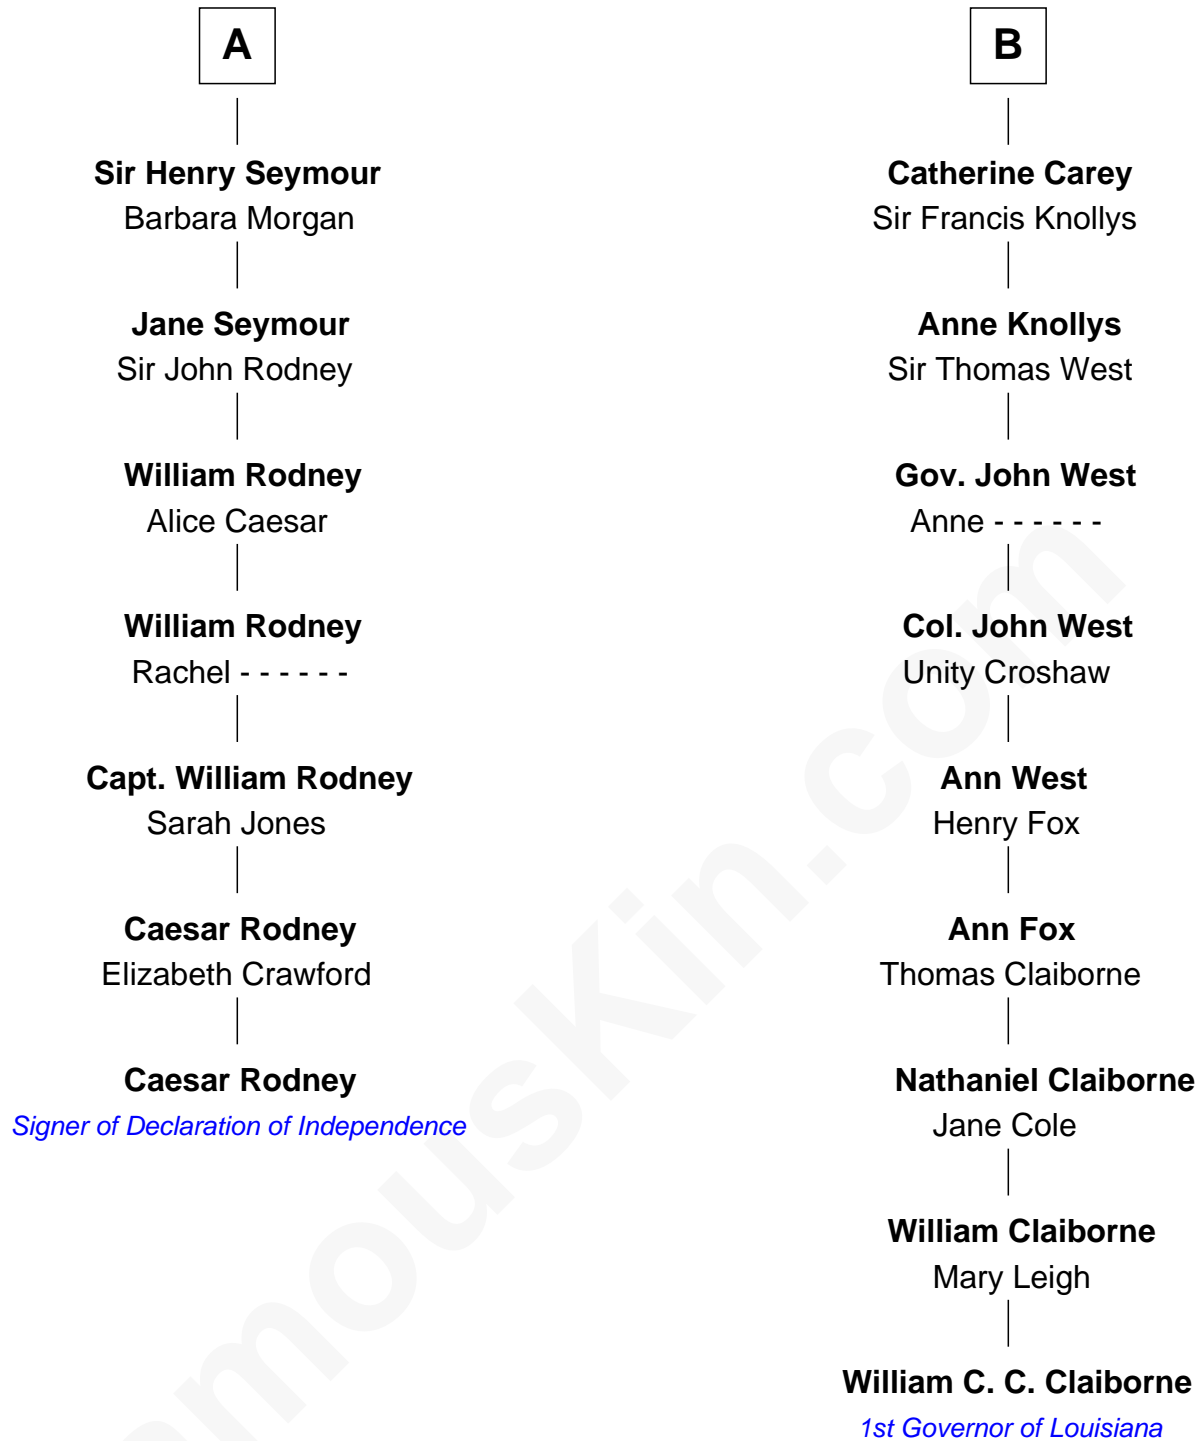 A
Sir Henry Seymour
Barbara Morgan
Jane Seymour
Sir John Rodney
William Rodney
Alice Caesar
William Rodney
Rachel - - - - - -
Capt. William Rodney
Sarah Jones
Caesar Rodney
Elizabeth Crawford
Caesar Rodney
Signer of Declaration of Independence
B
Catherine Carey
Sir Francis Knollys
Anne Knollys
Sir Thomas West
Gov. John West
Anne - - - - - -
Col. John West
Unity Croshaw
Ann West
Henry Fox
Ann Fox
Thomas Claiborne
Nathaniel Claiborne
Jane Cole
William Claiborne
Mary Leigh
William C. C. Claiborne
1st Governor of Louisiana
amouskin.com